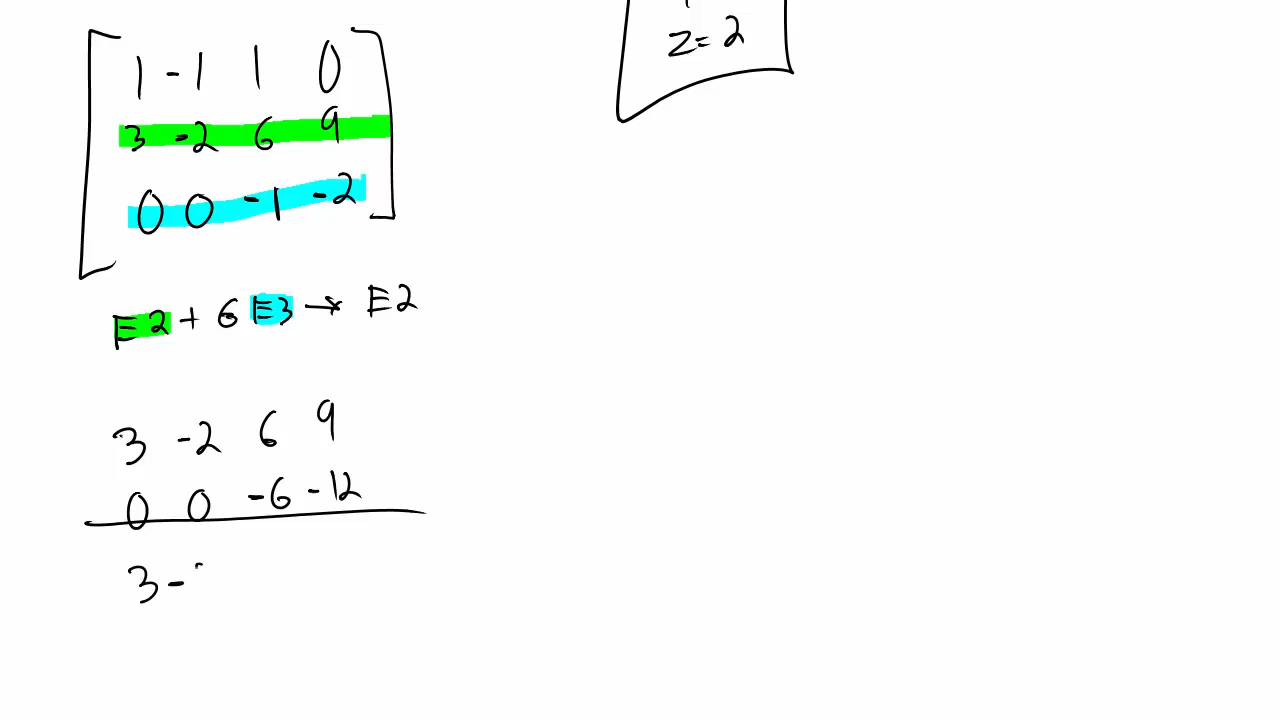 1 -1 1 0
3 -2 6 9
0 0 -1 -2
E2 + 6 E3 → E2
3 -2 6 9
0 0 -6 -12
3 -
z = 2